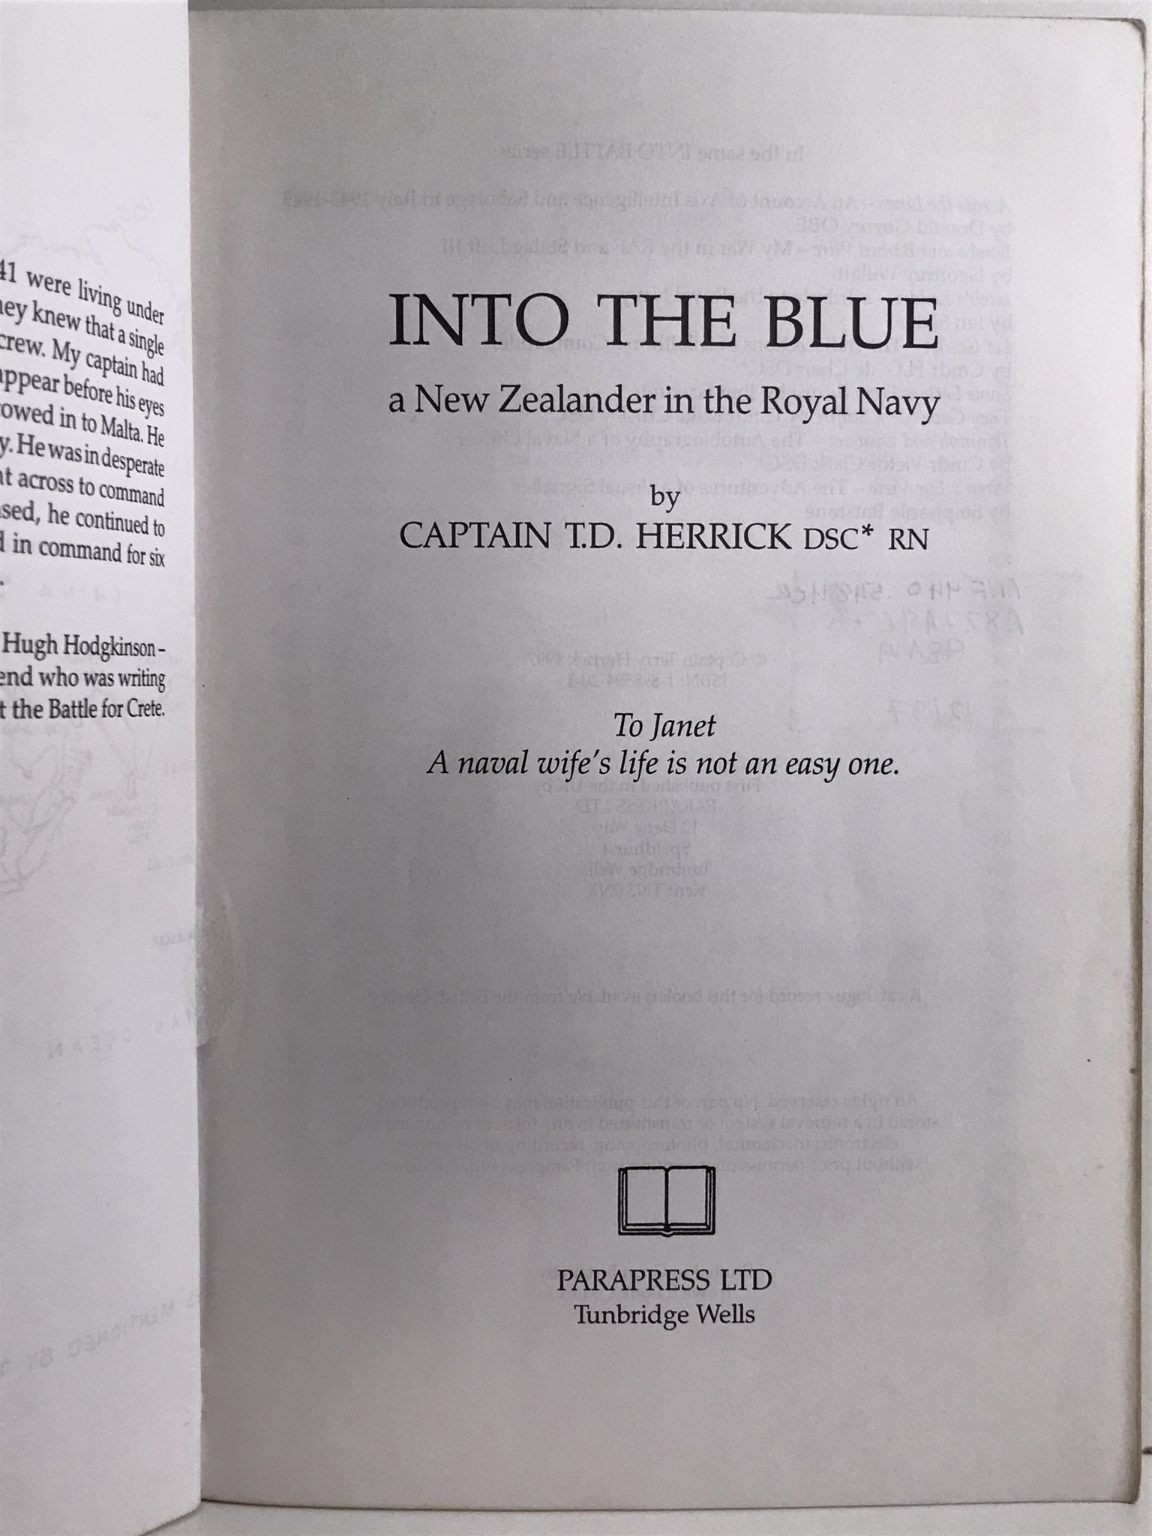 41 were living under
hey knew that a single
crew. My captain had
appear before his eyes
owed in to Malta. He
y. He was in desperate
nt across to command
sed, he continued to
d in command for six
Hugh Hodgkinson –
end who was writing
t the Battle for Crete.
INTO THE BLUE
a New Zealander in the Royal Navy
by
CAPTAIN T.D. HERRICK DSC* RN
To Janet
A naval wife's life is not an easy one.
PARAPRESS LTD
Tunbridge Wells